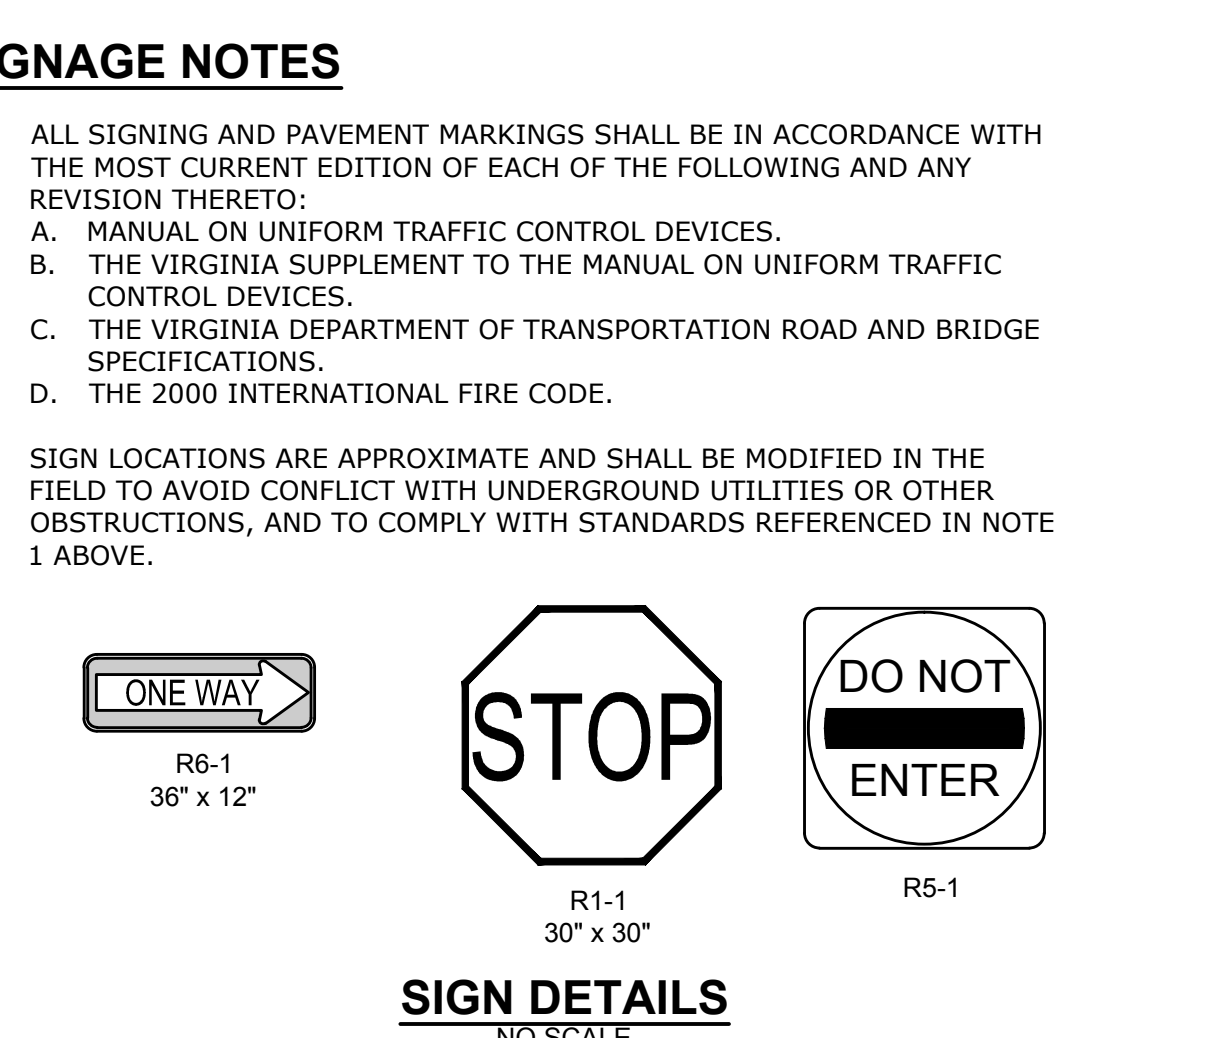 GNAGE NOTES
ALL SIGNING AND PAVEMENT MARKINGS SHALL BE IN ACCORDANCE WITH
THE MOST CURRENT EDITION OF EACH OF THE FOLLOWING AND ANY
REVISION THERETO:
A. MANUAL ON UNIFORM TRAFFIC CONTROL DEVICES.
B. THE VIRGINIA SUPPLEMENT TO THE MANUAL ON UNIFORM TRAFFIC
CONTROL DEVICES.
C. THE VIRGINIA DEPARTMENT OF TRANSPORTATION ROAD AND BRIDGE
SPECIFICATIONS.
D. THE 2000 INTERNATIONAL FIRE CODE.
SIGN LOCATIONS ARE APPROXIMATE AND SHALL BE MODIFIED IN THE
FIELD TO AVOID CONFLICT WITH UNDERGROUND UTILITIES OR OTHER
OBSTRUCTIONS, AND TO COMPLY WITH STANDARDS REFERENCED IN NOTE
1 ABOVE.
ONE WAY
R6-1
36" x 12"
STOP
R1-1
30" x 30"
DO NOT
ENTER
R5-1
SIGN DETAILS
NO SCALE